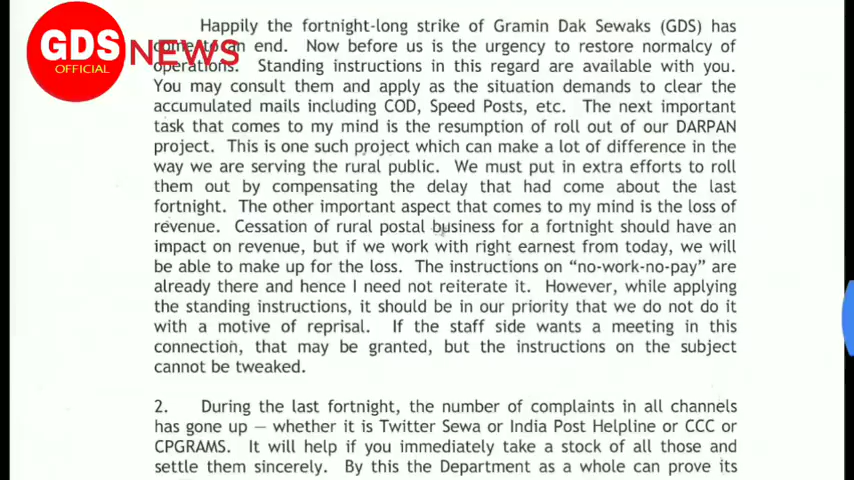 Happily the fortnight-long strike of Gramin Dak Sewaks (GDS) has
come to an end. Now before us is the urgency to restore normalcy of
operations. Standing instructions in this regard are available with you.
You may consult them and apply as the situation demands to clear the
accumulated mails including COD, Speed Posts, etc. The next important
task that comes to my mind is the resumption of roll out of our DARPAN
project. This is one such project which can make a lot of difference in the
way we are serving the rural public. We must put in extra efforts to roll
them out by compensating the delay that had come about the last
fortnight. The other important aspect that comes to my mind is the loss of
revenue. Cessation of rural postal business for a fortnight should have an
impact on revenue, but if we work with right earnest from today, we will
be able to make up for the loss. The instructions on “no-work-no-pay” are
already there and hence I need not reiterate it. However, while applying
the standing instructions, it should be in our priority that we do not do it
with a motive of reprisal. If the staff side wants a meeting in this
connection, that may be granted, but the instructions on the subject
cannot be tweaked.
2. During the last fortnight, the number of complaints in all channels
has gone up — whether it is Twitter Sewa or India Post Helpline or CCC or
CPGRAMS. It will help if you immediately take a stock of all those and
settle them sincerely. By this the Department as a whole can prove its
GDS NEWS
OFFICIAL